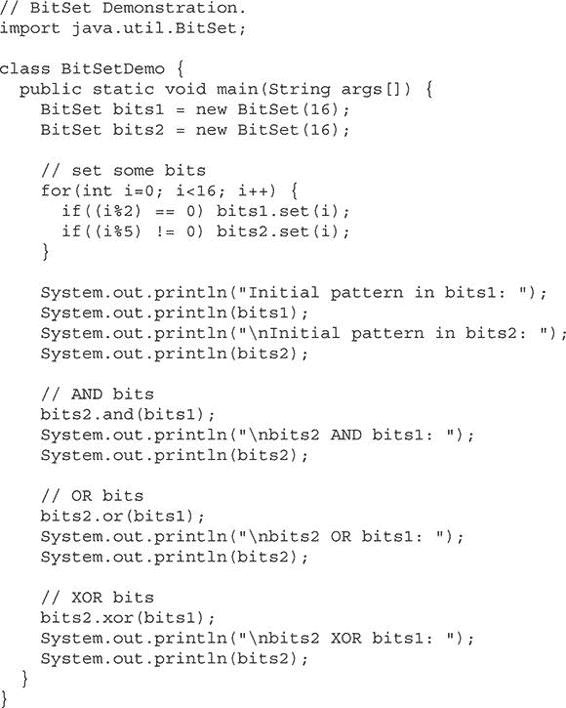 // BitSet Demonstration.
import java.util.BitSet;

class BitSetDemo {
  public static void main(String args[]) {
    BitSet bits1 = new BitSet(16);
    BitSet bits2 = new BitSet(16);

    // set some bits
    for(int i=0; i<16; i++) {
      if((i%2) == 0) bits1.set(i);
      if((i%5) != 0) bits2.set(i);
    }

    System.out.println("Initial pattern in bits1: ");
    System.out.println(bits1);
    System.out.println("\nInitial pattern in bits2: ");
    System.out.println(bits2);

    // AND bits
    bits2.and(bits1);
    System.out.println("\nbits2 AND bits1: ");
    System.out.println(bits2);

    // OR bits
    bits2.or(bits1);
    System.out.println("\nbits2 OR bits1: ");
    System.out.println(bits2);

    // XOR bits
    bits2.xor(bits1);
    System.out.println("\nbits2 XOR bits1: ");
    System.out.println(bits2);
  }
}